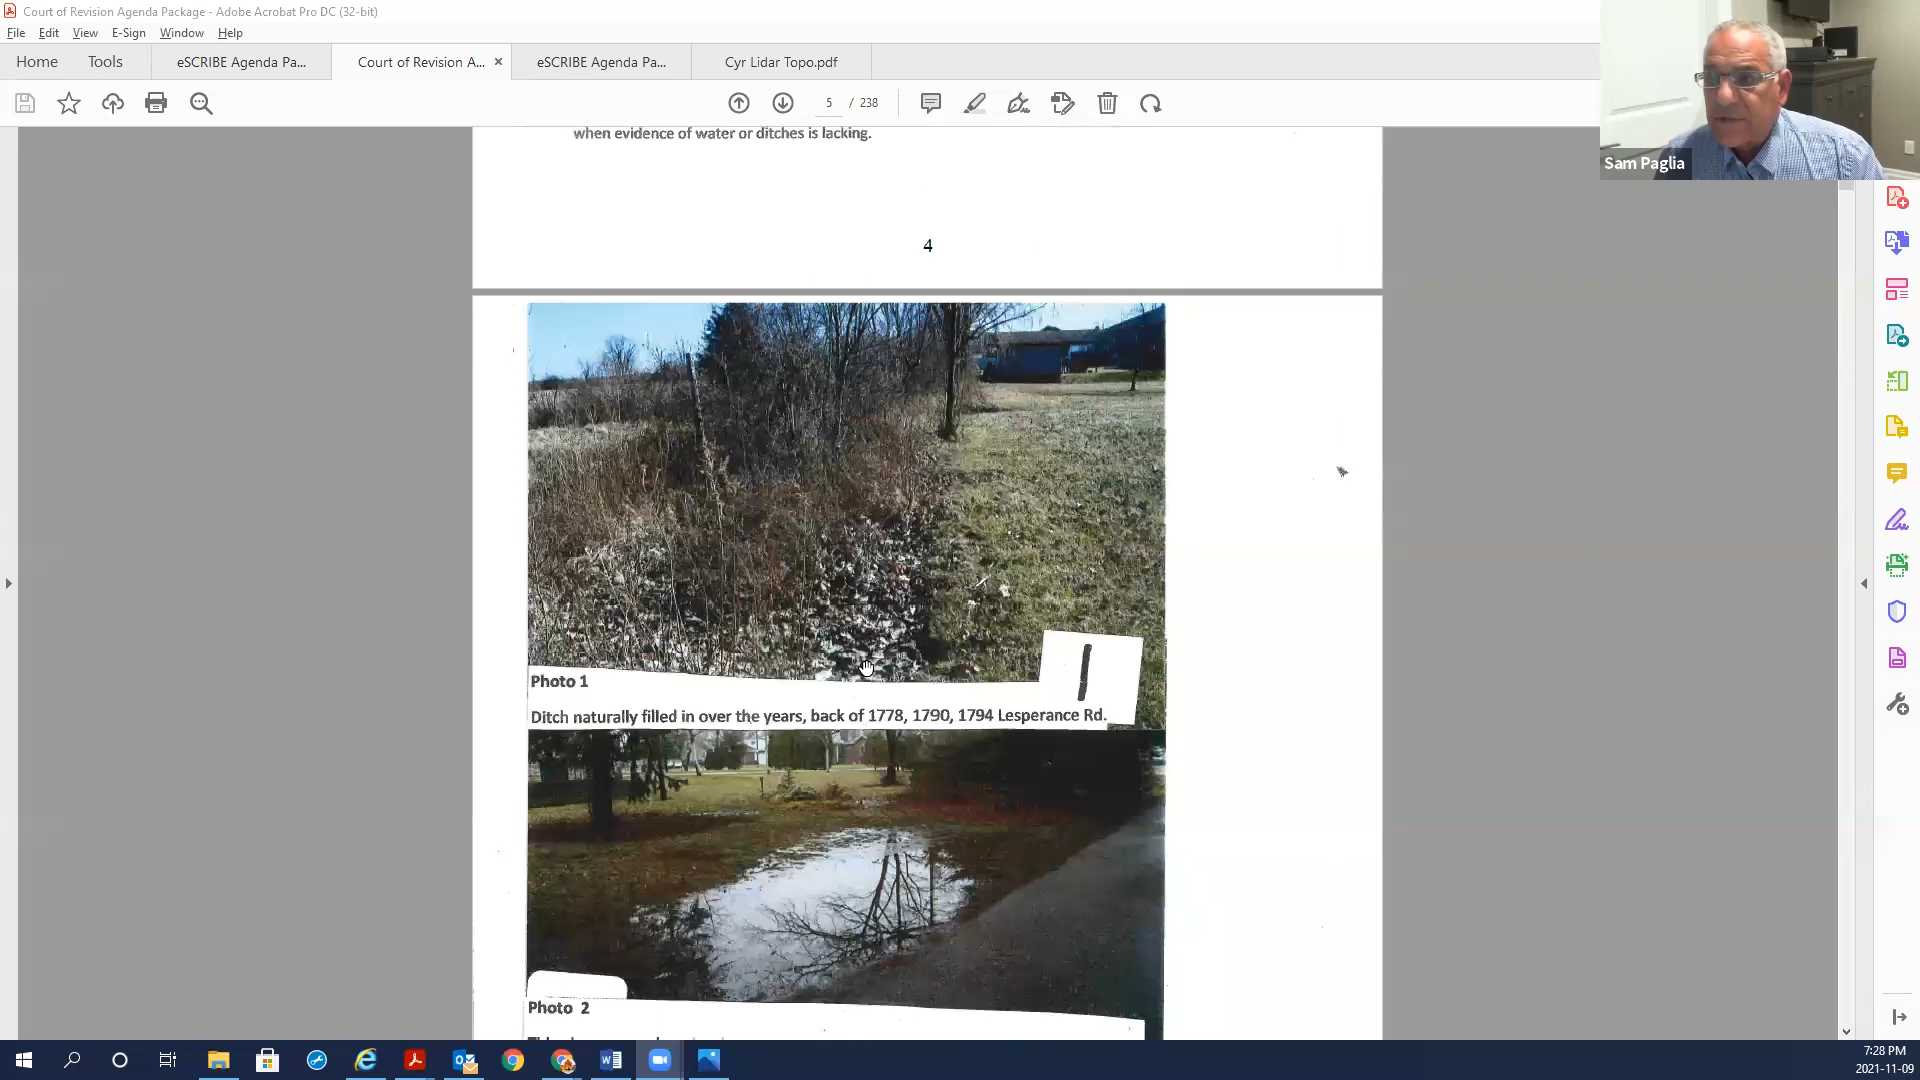 Court of Revision Agenda Package - Adobe Acrobat Pro DC (32-bit)
File Edit View E-Sign Window Help
Home Tools eSCRIBE Agenda Pa... Court of Revision A... × eSCRIBE Agenda Pa... Cyr Lidar Topo.pdf
5 / 238
when evidence of water or ditches is lacking.
Sam Paglia
4
1
Photo 1
Ditch naturally filled in over the years, back of 1778, 1790, 1794 Lesperance Rd.
Photo 2
7:28 PM
2021-11-09